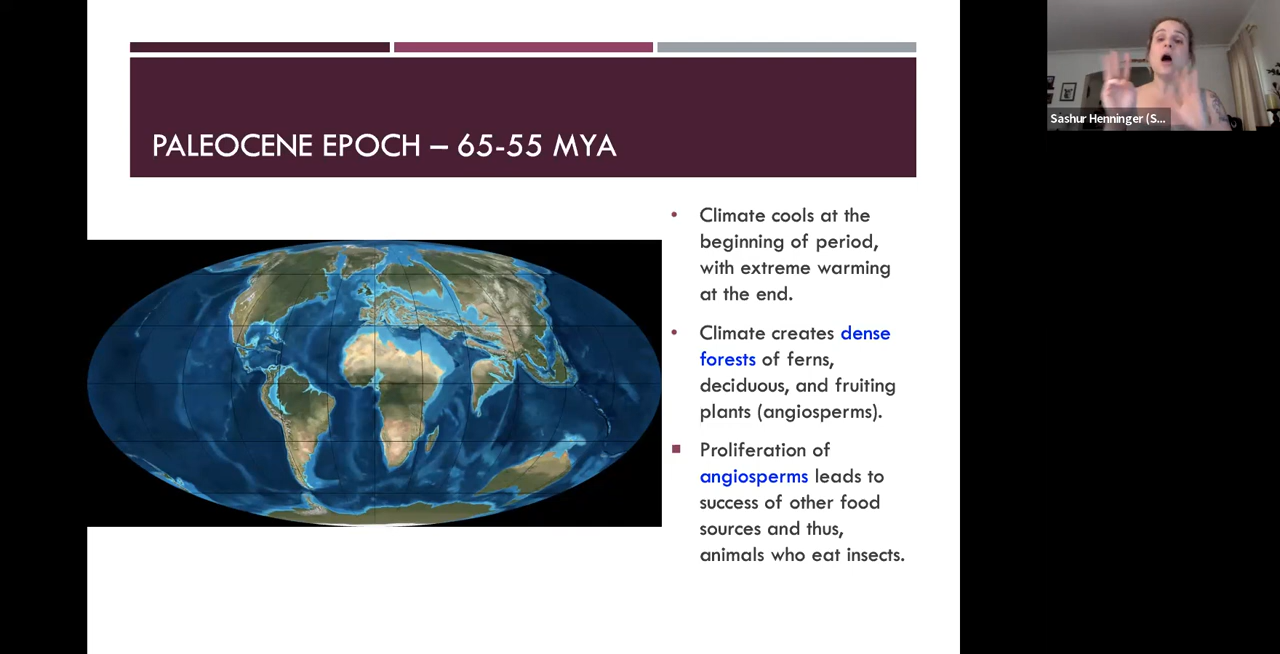 PALEOCENE EPOCH – 65-55 MYA
Sashur Henninger (S...
• Climate cools at the
beginning of period,
with extreme warming
at the end.
• Climate creates dense
forests of ferns,
deciduous, and fruiting
plants (angiosperms).
▪ Proliferation of
angiosperms leads to
success of other food
sources and thus,
animals who eat insects.